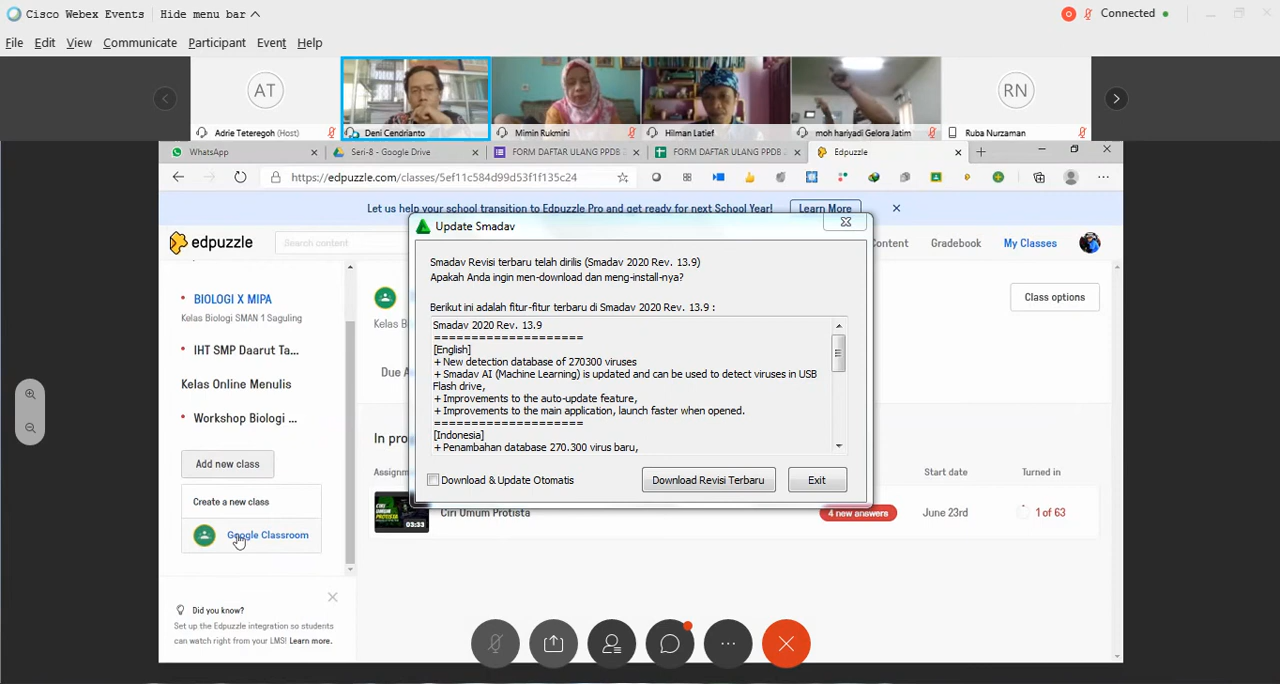 Cisco Webex Events
Hide menu bar
Connected
File Edit View Communicate Participant Event Help
AT
Adrie Teteregoh (Host)
Deni Cendrianto
Mimin Rukmini
Hilman Latief
moh hariyadi Gelora Jatim
RN
Ruba Nurzaman
WhatsApp
Seri-8 - Google Drive
FORM DAFTAR ULANG PPDB
FORM DAFTAR ULANG PPDB
Edpuzzle
https://edpuzzle.com/classes/5ef11c584d99d53f1f135c24
Let us help your school transition to Edpuzzle Pro and get ready for next School Year!
Learn More
edpuzzle
Search content
Content
Gradebook
My Classes
BIOLOGI X MIPA
Kelas Biologi SMAN 1 Saguling
IHT SMP Daarut Ta...
Kelas Online Menulis
Workshop Biologi ...
Add new class
Create a new class
Google Classroom
Did you know?
Set up the Edpuzzle integration so students
can watch right from your LMS! Learn more.
Class options
Kelas B
Due A
In pro
Assignm
Start date
Turned in
03:33
Ciri Umum Protista
4 new answers
June 23rd
1 of 63
Update Smadav
Smadav Revisi terbaru telah dirilis (Smadav 2020 Rev. 13.9)
Apakah Anda ingin men-download dan meng-install-nya?
Berikut ini adalah fitur-fitur terbaru di Smadav 2020 Rev. 13.9 :
Smadav 2020 Rev. 13.9
====================
[English]
+ New detection database of 270300 viruses
+ Smadav AI (Machine Learning) is updated and can be used to detect viruses in USB
Flash drive,
+ Improvements to the auto-update feature,
+ Improvements to the main application, launch faster when opened.
====================
[Indonesia]
+ Penambahan database 270.300 virus baru,
Download & Update Otomatis
Download Revisi Terbaru
Exit